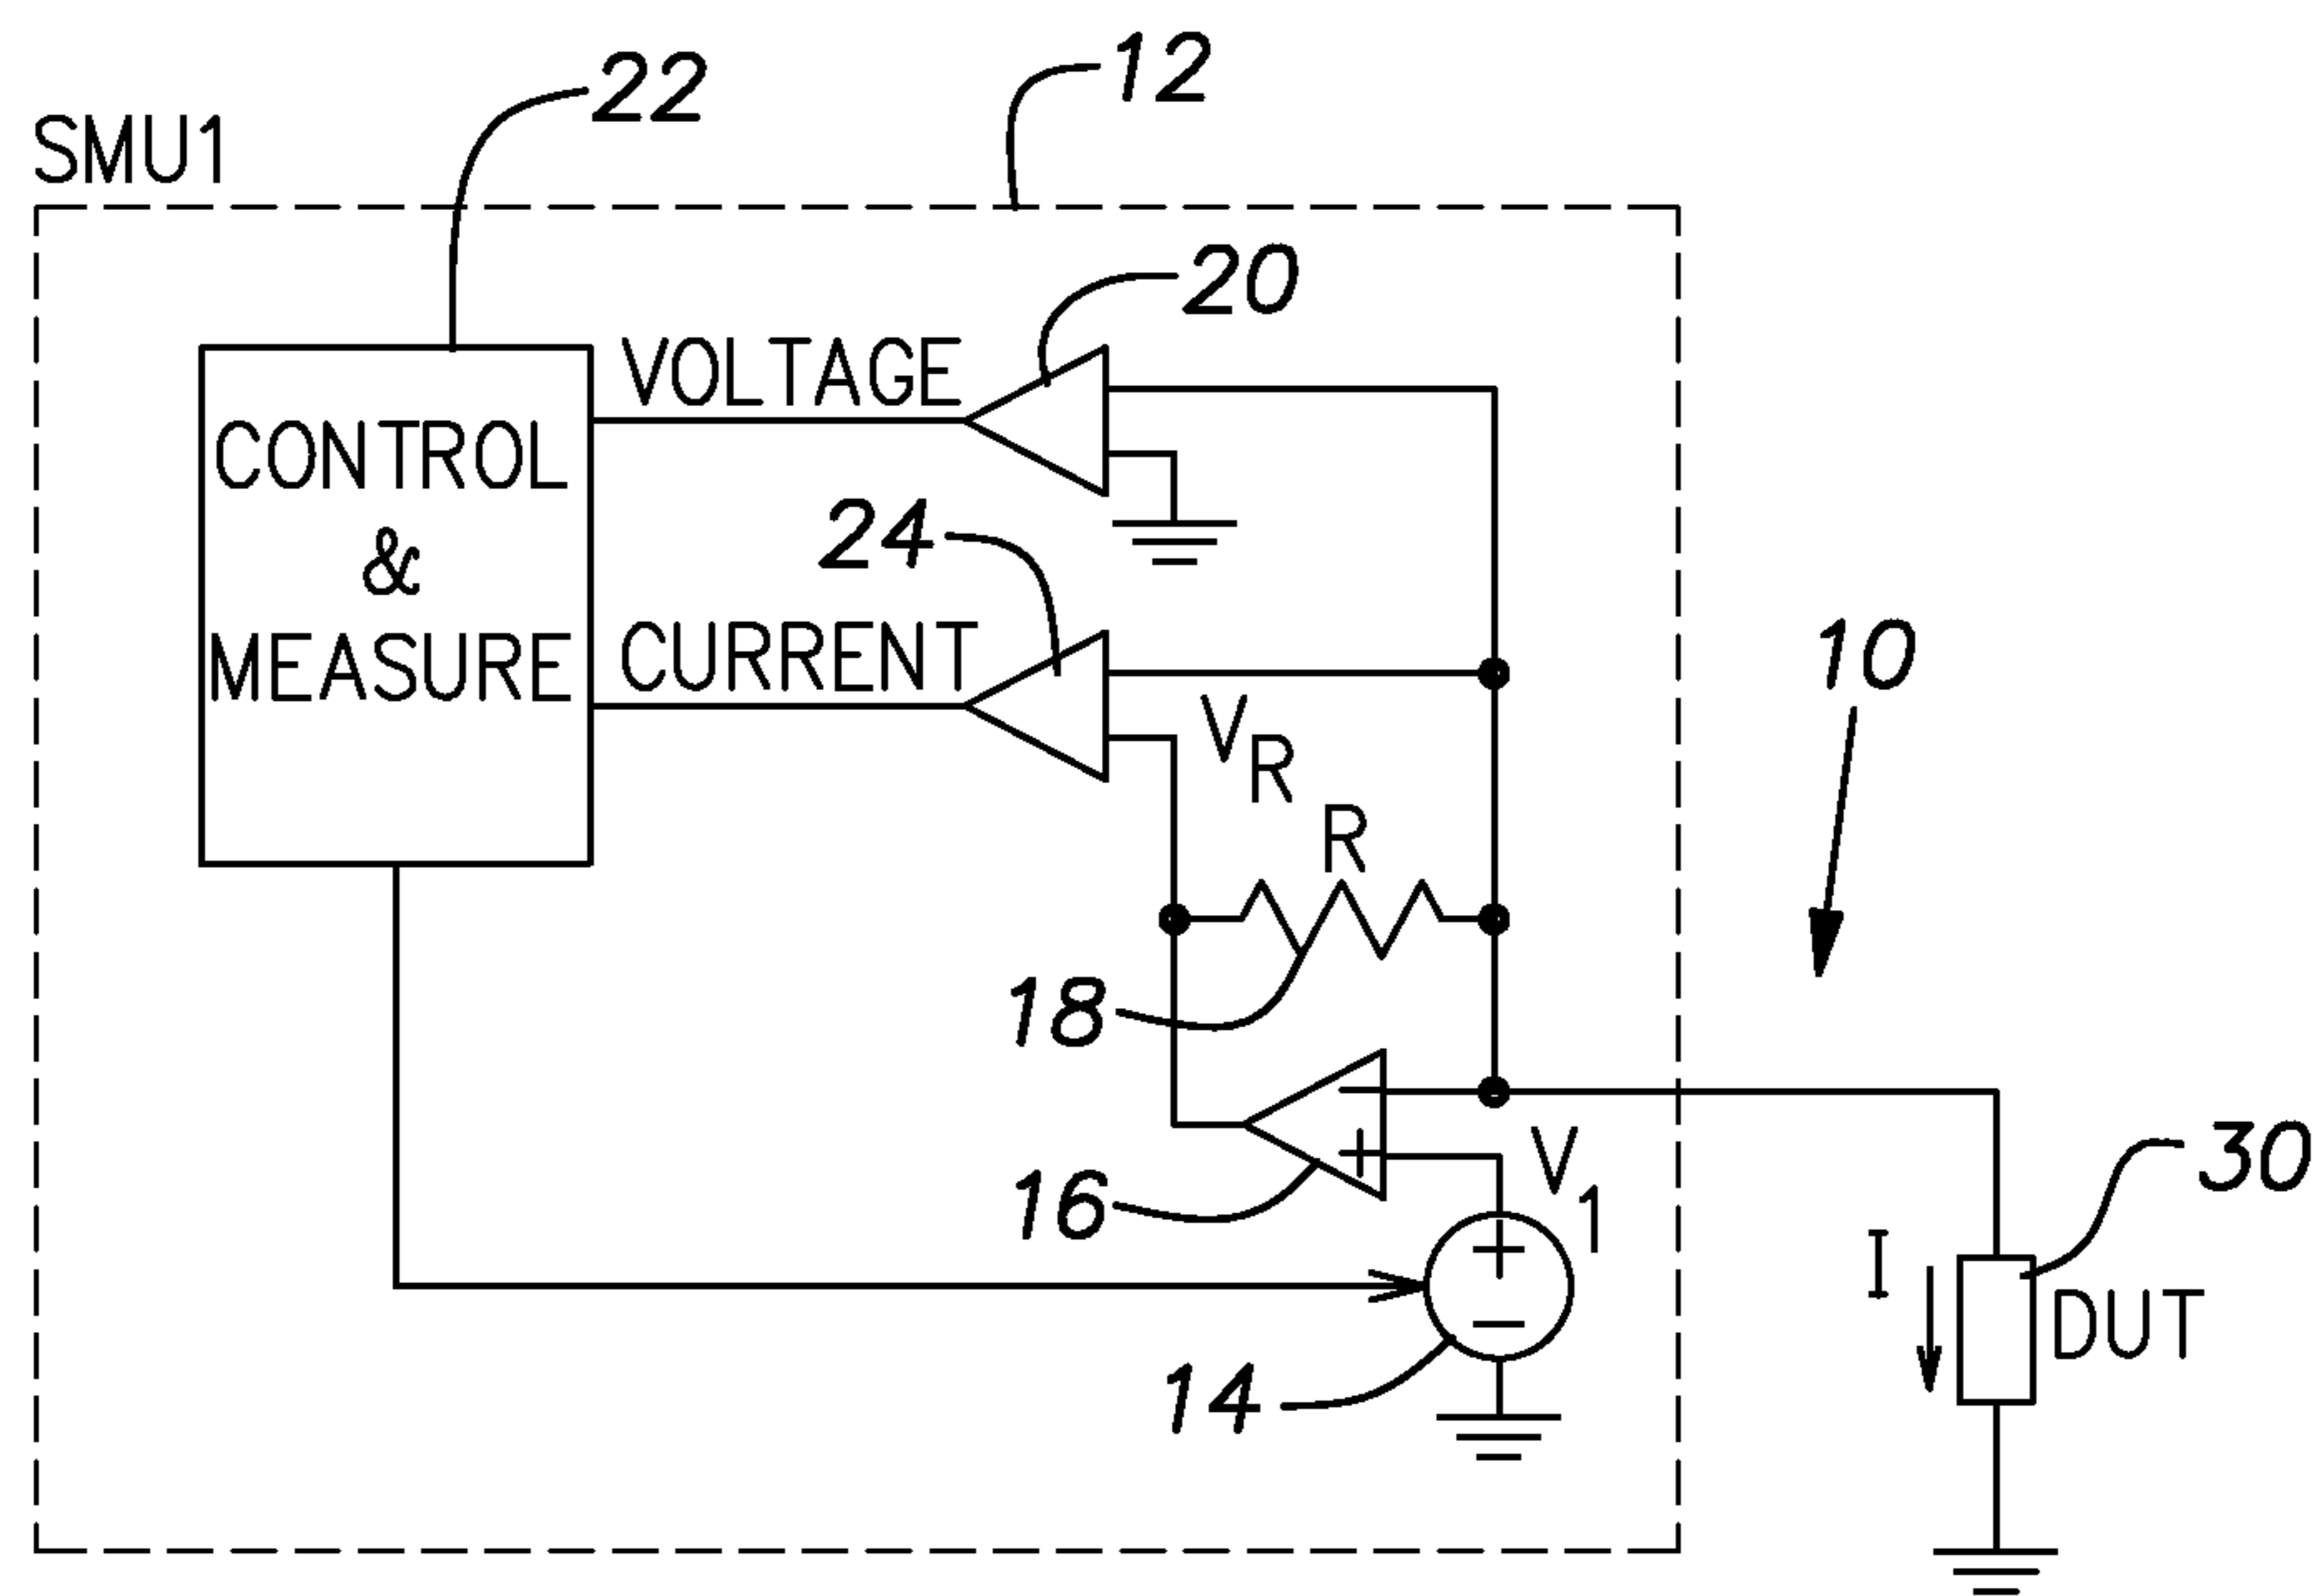 12
22
SMU1
20
VOLTAGE
CONTROL
&
MEASURE
24
CURRENT
10
VR
R
18
16
V1
30
I
DUT
14
+
−
−
+